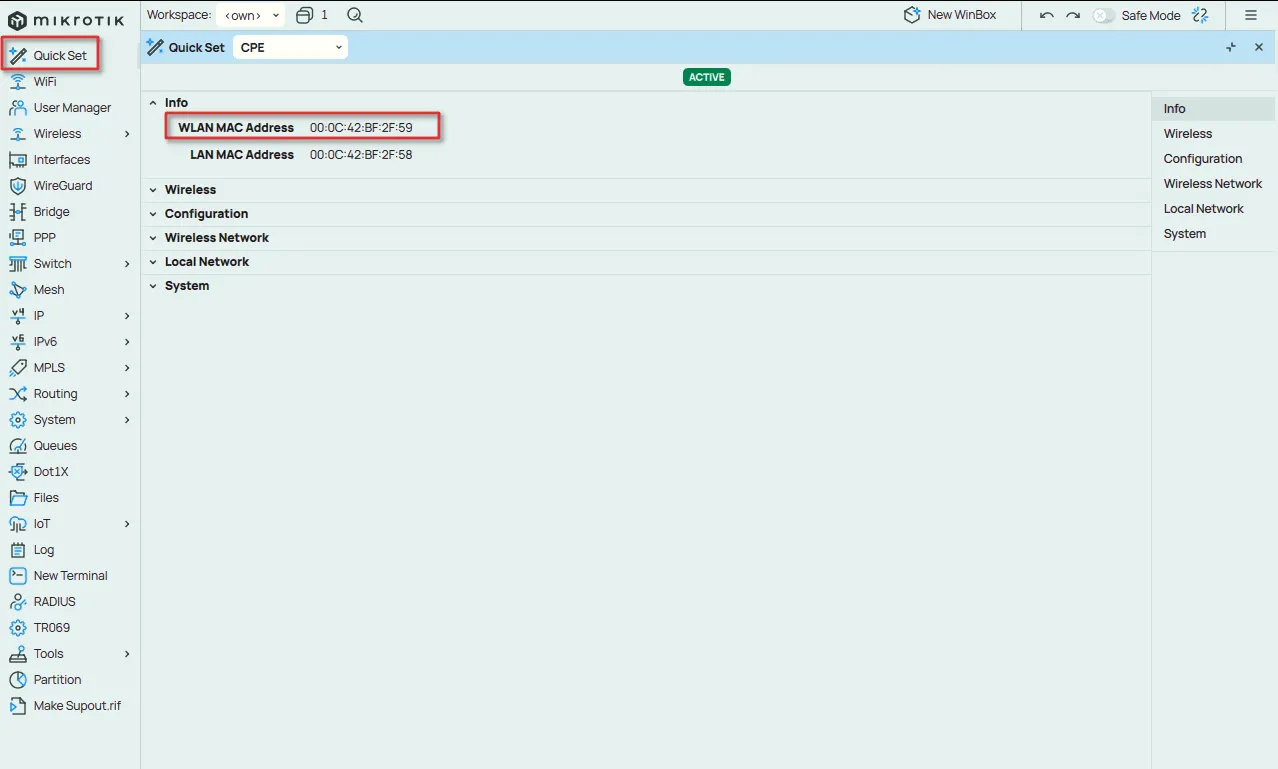 mikrotik
Workspace: <own> 1 New WinBox Safe Mode
Quick Set CPE
ACTIVE
Quick Set
WiFi
User Manager
Wireless
Interfaces
WireGuard
Bridge
PPP
Switch
Mesh
IP
IPv6
MPLS
Routing
System
Queues
Dot1X
Files
IoT
Log
New Terminal
RADIUS
TR069
Tools
Partition
Make Supout.rif
Info
WLAN MAC Address 00:0C:42:BF:2F:59
LAN MAC Address 00:0C:42:BF:2F:58
Wireless
Configuration
Wireless Network
Local Network
System
Info
Wireless
Configuration
Wireless Network
Local Network
System